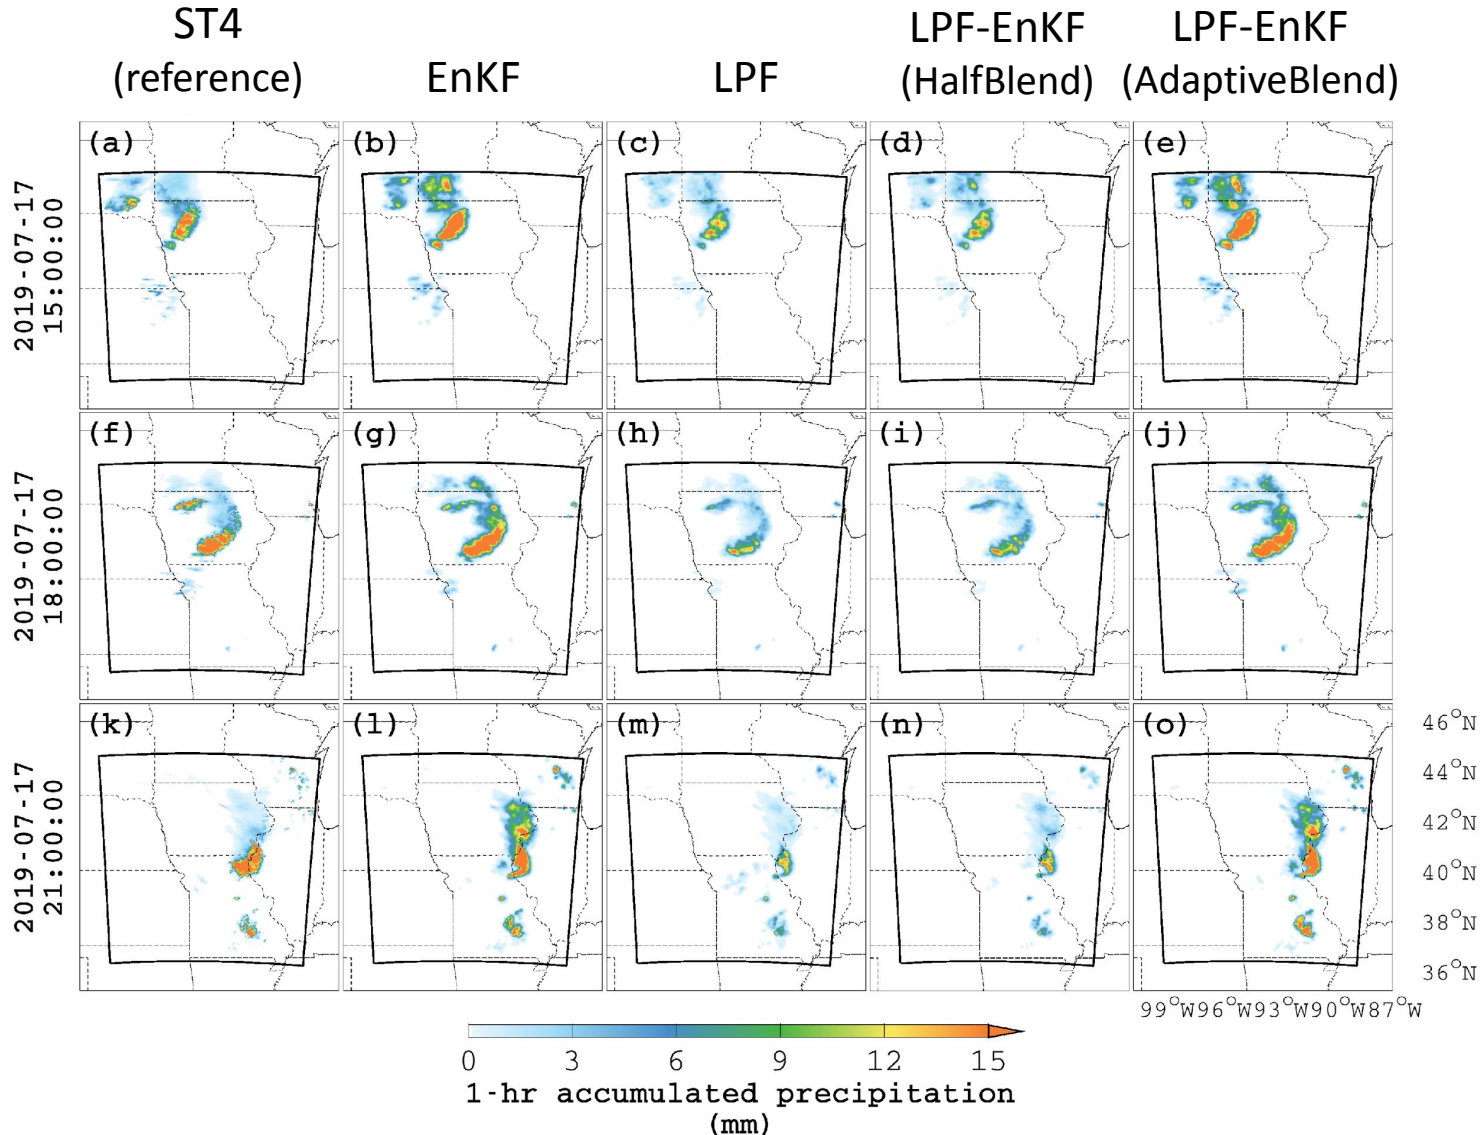 ST4
(reference)
EnKF
LPF
LPF-EnKF
(HalfBlend)
LPF-EnKF
(AdaptiveBlend)
2019-07-17
15:00:00
(a)
(b)
(c)
(d)
(e)
2019-07-17
18:00:00
(f)
(g)
(h)
(i)
(j)
2019-07-17
21:00:00
(k)
(l)
(m)
(n)
(o)
46°N
44°N
42°N
40°N
38°N
36°N
99°W96°W93°W90°W87°W
0 3 6 9 12 15
1-hr accumulated precipitation
(mm)